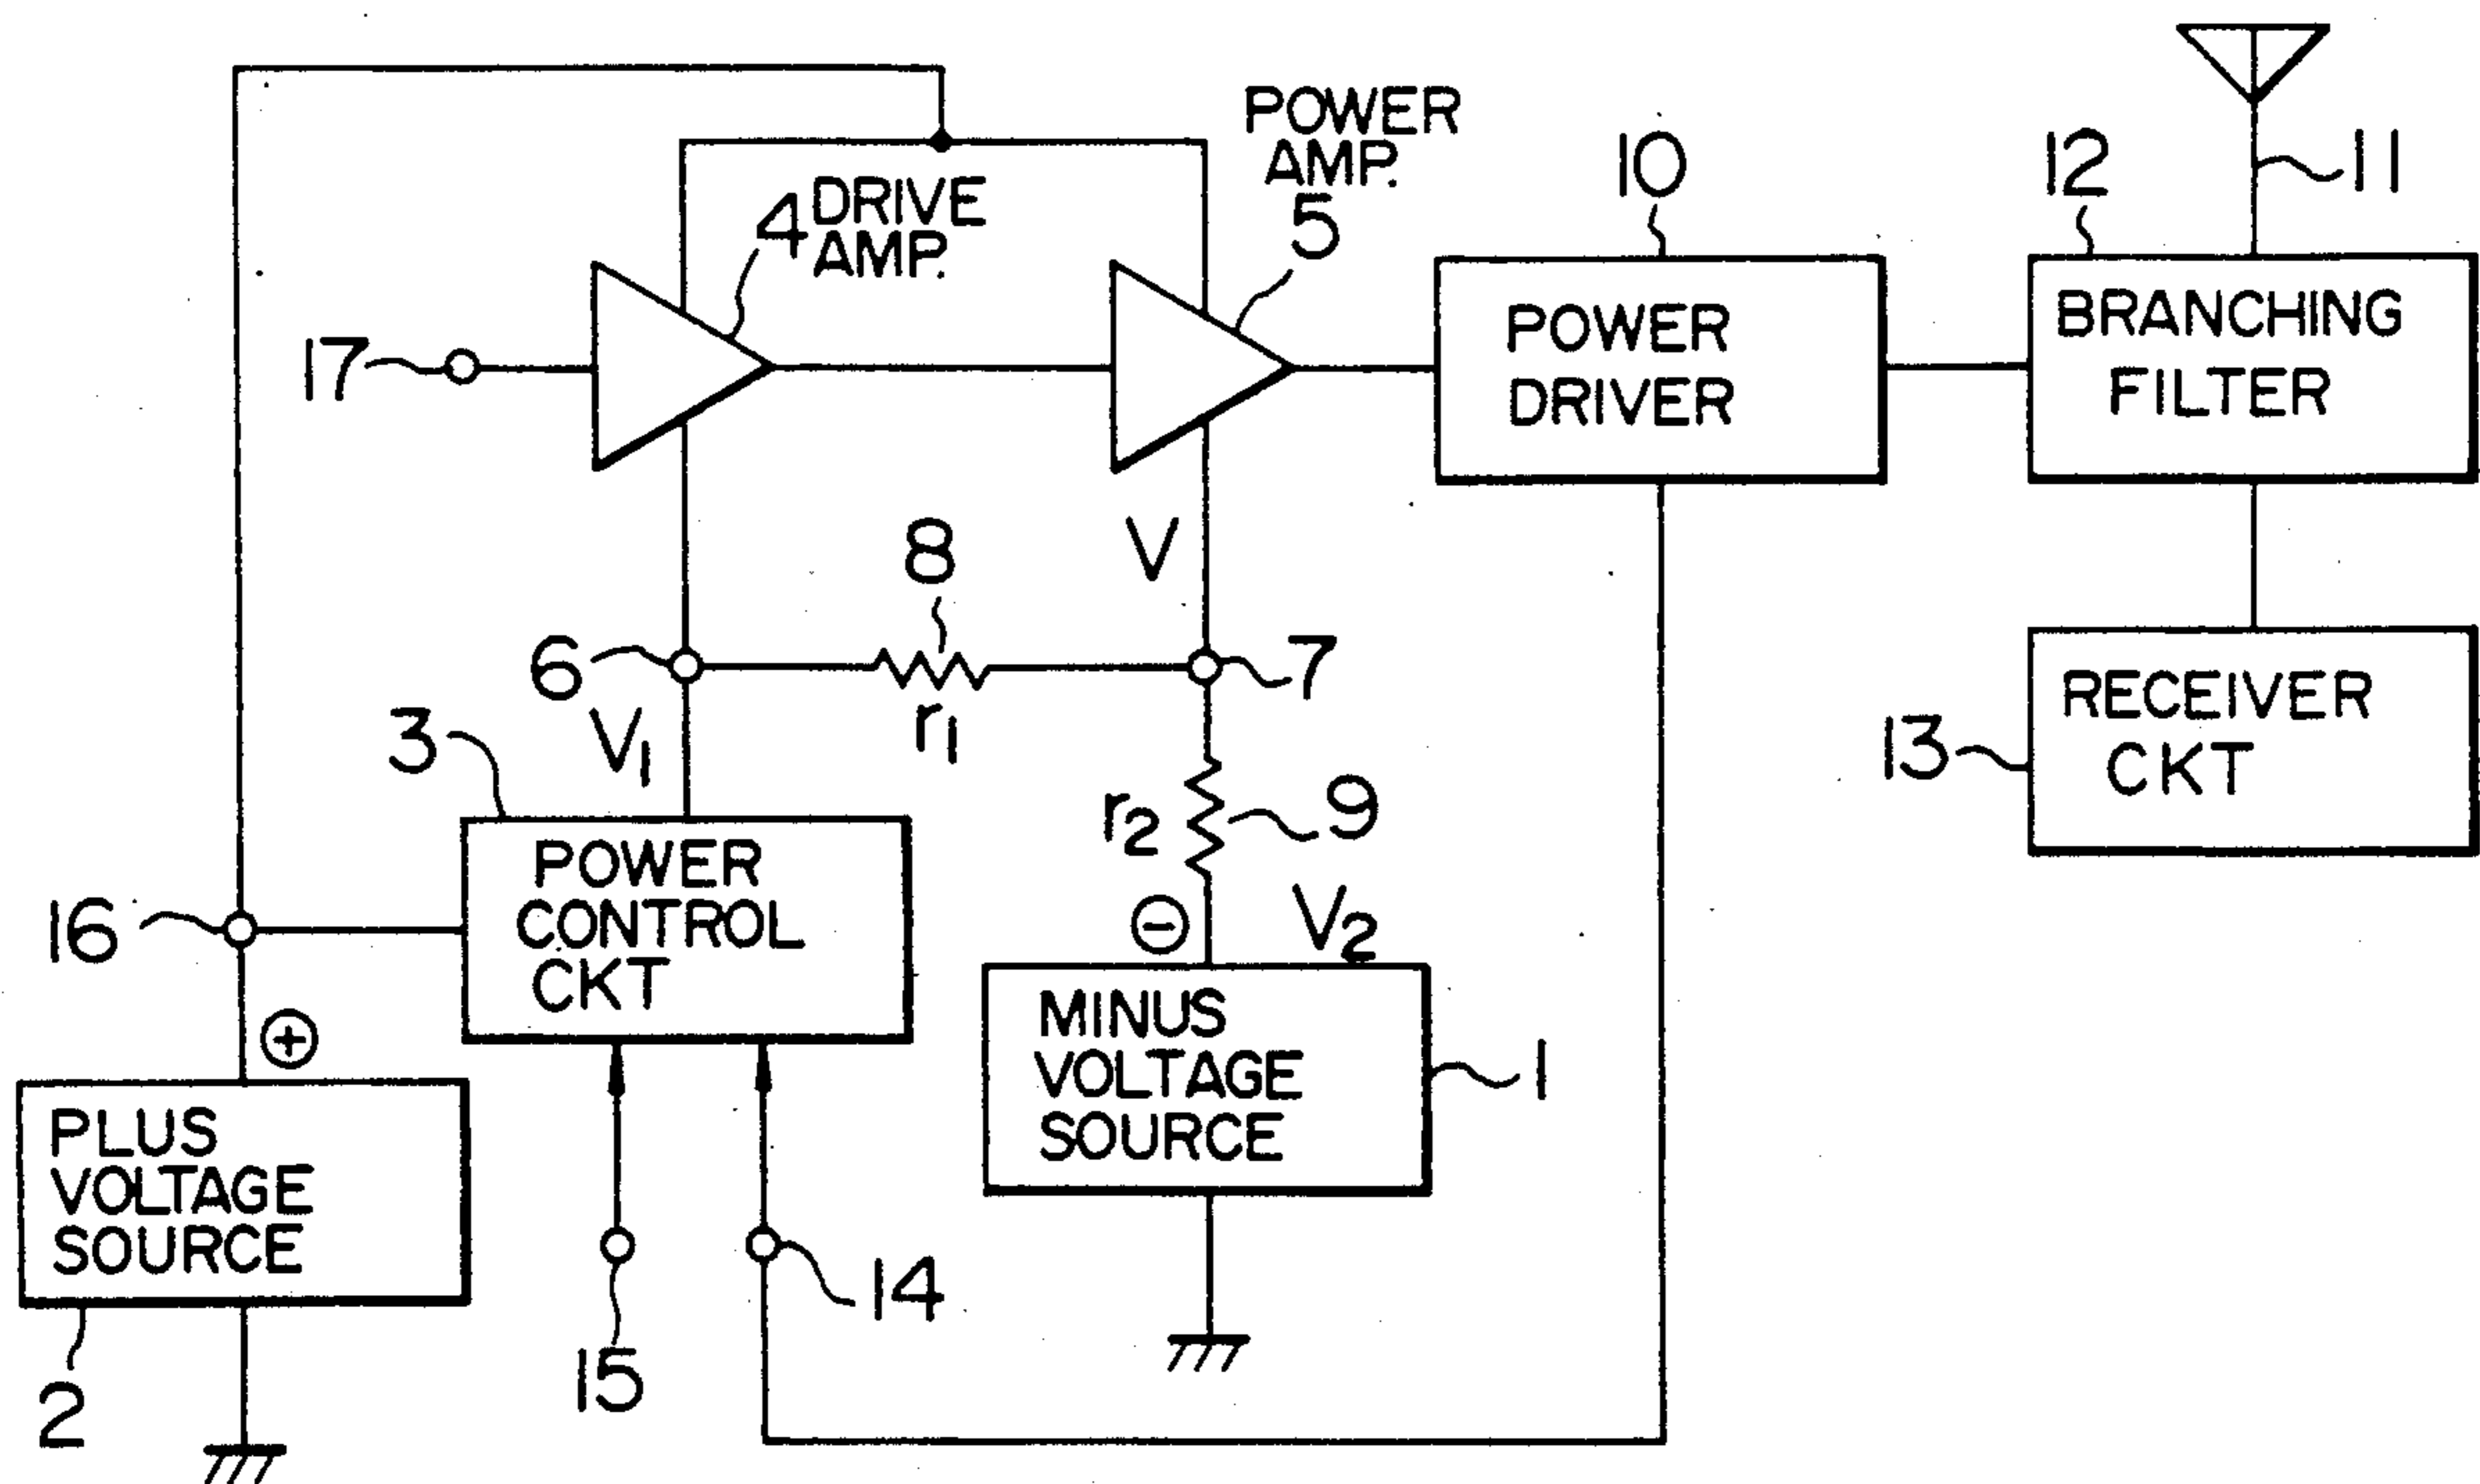 POWER
AMP.
5
4
DRIVE
AMP.
17
10
POWER
DRIVER
12
11
BRANCHING
FILTER
8
V
6
7
r1
V1
3
13
RECEIVER
CKT
r2
9
POWER
CONTROL
CKT
16
⊖
V2
⊕
MINUS
VOLTAGE
SOURCE
1
PLUS
VOLTAGE
SOURCE
14
15
2